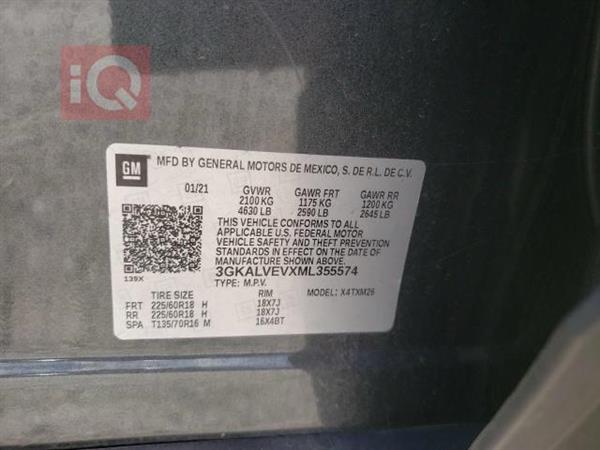 iQ
GM
MFD BY GENERAL MOTORS DE MEXICO, S. DE R.L. DE C.V.
01/21 GVWR GAWR FRT GAWR RR
2100 KG 1175 KG 1200 KG
4630 LB 2590 LB 2645 LB
THIS VEHICLE CONFORMS TO ALL
APPLICABLE U.S. FEDERAL MOTOR
VEHICLE SAFETY AND THEFT PREVENTION
STANDARDS IN EFFECT ON THE DATE OF
MANUFACTURE SHOWN ABOVE.
3GKALVEVXML355574
139X TYPE: M.P.V. MODEL: X4TXM26
TIRE SIZE RIM
FRT 225/60R18 H 18X7J
RR 225/60R18 H 18X7J
SPA T135/70R16 M 16X4BT